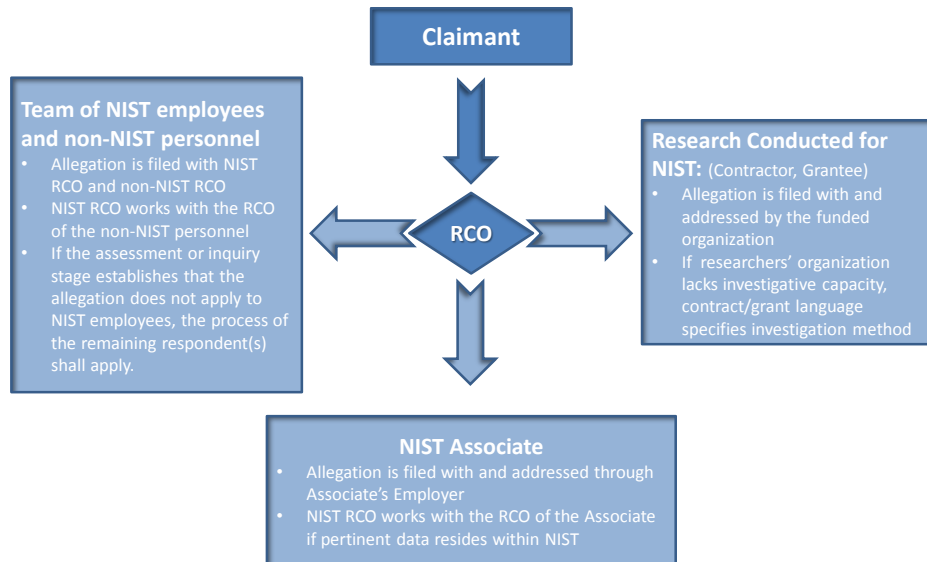 Claimant
Team of NIST employees
and non-NIST personnel
• Allegation is filed with NIST
RCO and non-NIST RCO
• NIST RCO works with the RCO
of the non-NIST personnel
• If the assessment or inquiry
stage establishes that the
allegation does not apply to
NIST employees, the process of
the remaining respondent(s)
shall apply.
RCO
Research Conducted for
NIST: (Contractor, Grantee)
• Allegation is filed with and
addressed by the funded
organization
• If researchers’ organization
lacks investigative capacity,
contract/grant language
specifies investigation method
NIST Associate
• Allegation is filed with and addressed through
Associate’s Employer
• NIST RCO works with the RCO of the Associate
if pertinent data resides within NIST